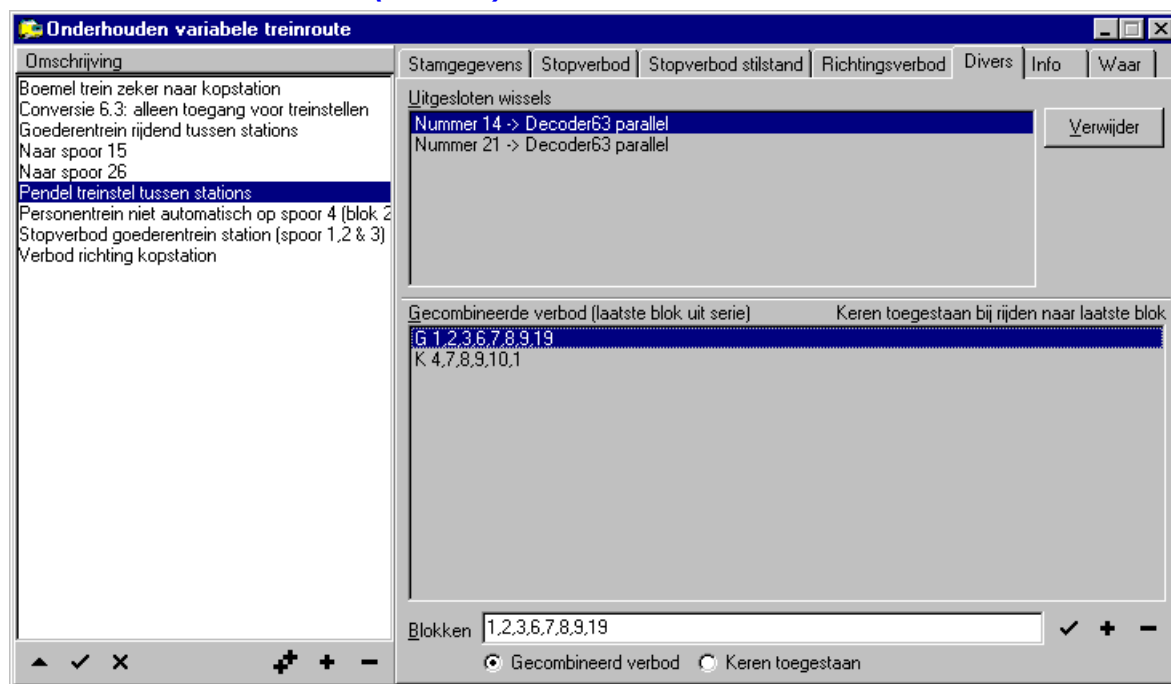 Onderhouden variabele treinroute
Omschrijving
Boemel trein zeker naar kopstation
Conversie 6.3: alleen toegang voor treinstellen
Goederentrein rijdend tussen stations
Naar spoor 15
Naar spoor 26
Pendel treinstel tussen stations
Personentrein niet automatisch op spoor 4 (blok 2
Stopverbod goederentrein station (spoor 1,2 & 3)
Verbod richting kopstation
Stamgegevens Stopverbod Stopverbod stilstand Richtingsverbod Divers Info Waar
Uitgesloten wissels
Nummer 14 -> Decoder63 parallel
Nummer 21 -> Decoder63 parallel
Verwijder
Gecombineerde verbod (laatste blok uit serie) Keren toegestaan bij rijden naar laatste blok
G 1,2,3,6,7,8,9,19
K 4,7,8,9,10,1
Blokken 1,2,3,6,7,8,9,19
Gecombineerd verbod Keren toegestaan